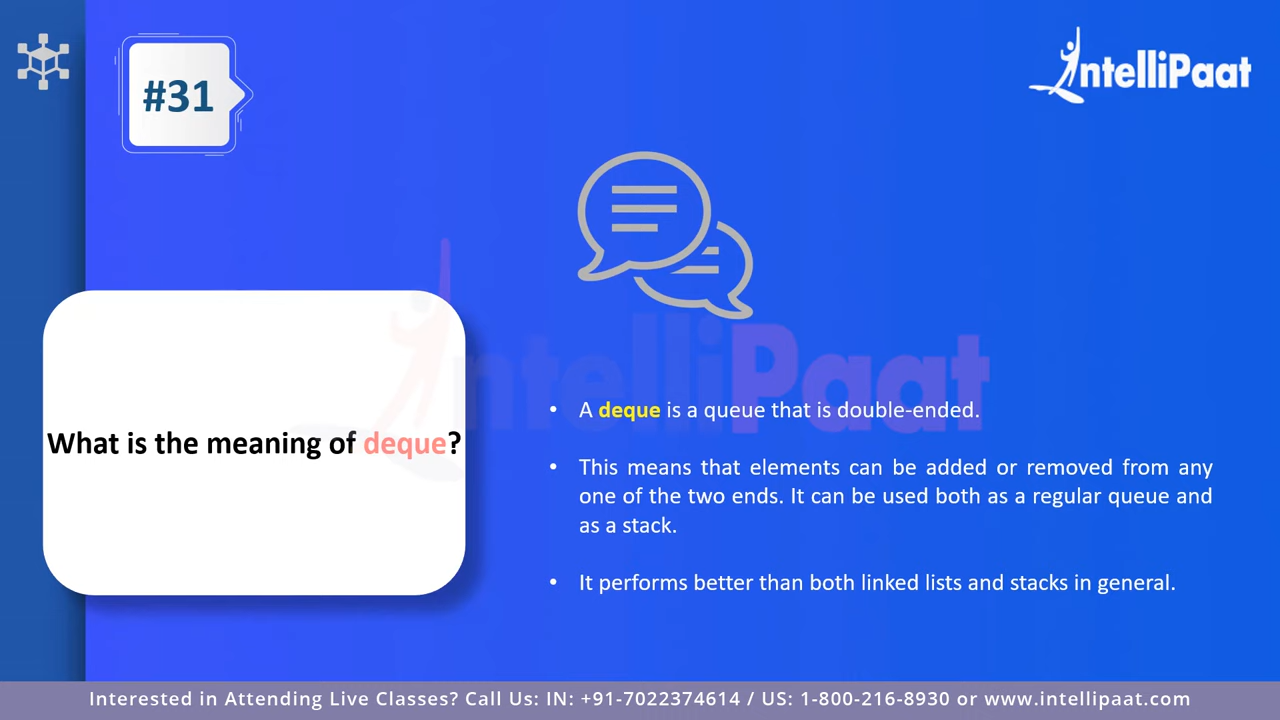 #31
IntelliPaat
What is the meaning of deque?
IntelliPaat
• A deque is a queue that is double-ended.
• This means that elements can be added or removed from any
one of the two ends. It can be used both as a regular queue and
as a stack.
• It performs better than both linked lists and stacks in general.
Interested in Attending Live Classes? Call Us: IN: +91-7022374614 / US: 1-800-216-8930 or www.intellipaat.com